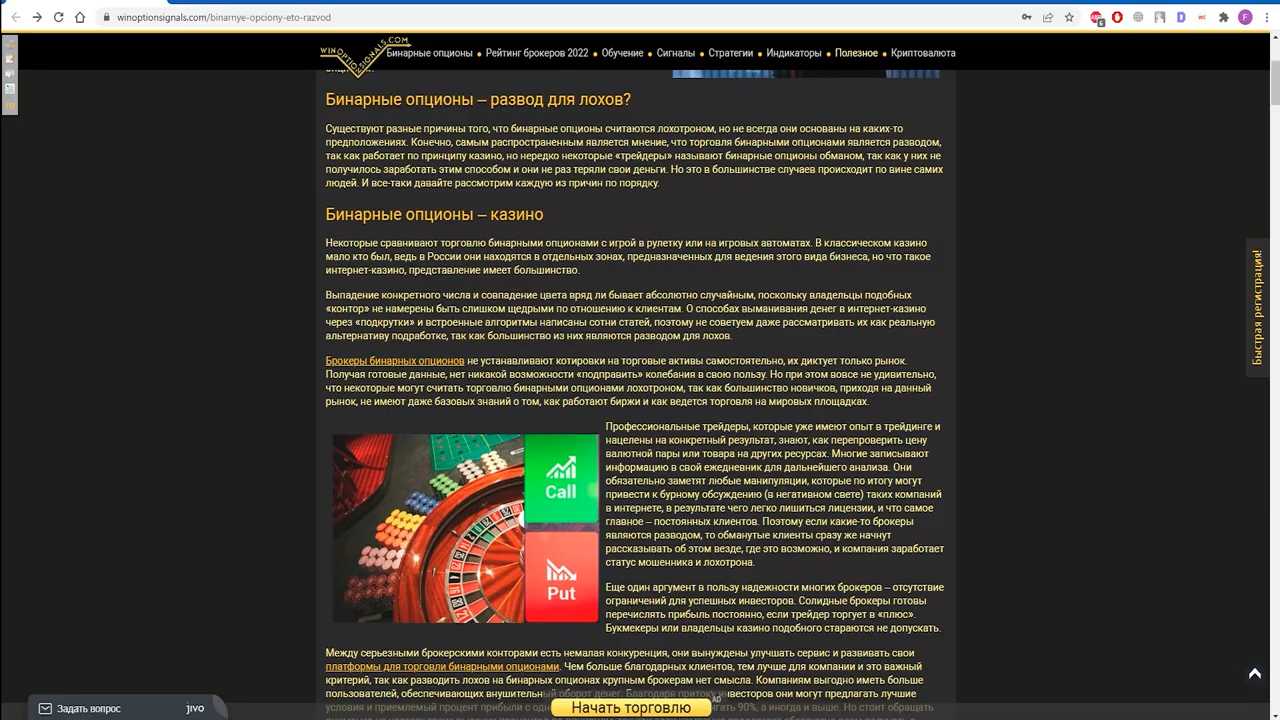 winoptionsignals.com/binarnye-opciony-eto-razvod
WINOPTIONSIGNALS.COM
Бинарные опционы ● Рейтинг брокеров 2022 ● Обучение ● Сигналы ● Стратегии ● Индикаторы ● Полезное ● Криптовалюта
Бинарные опционы – развод для лохов?
Существуют разные причины того, что бинарные опционы считаются лохотроном, но не всегда они основаны на каких-то
предположениях. Конечно, самым распространенным является мнение, что торговля бинарными опционами является разводом,
так как работает по принципу казино, но нередко некоторые «трейдеры» называют бинарные опционы обманом, так как у них не
получилось заработать этим способом и они не раз теряли свои деньги. Но это в большинстве случаев происходит по вине самих
людей. И все-таки давайте рассмотрим каждую из причин по порядку.
Бинарные опционы – казино
Некоторые сравнивают торговлю бинарными опционами с игрой в рулетку или на игровых автоматах. В классическом казино
мало кто был, ведь в России они находятся в отдельных зонах, предназначенных для ведения этого вида бизнеса, но что такое
интернет-казино, представление имеет большинство.
Выпадение конкретного числа и совпадение цвета вряд ли бывает абсолютно случайным, поскольку владельцы подобных
«контор» не намерены быть слишком щедрыми по отношению к клиентам. О способах выманивания денег в интернет-казино
через «подкрутки» и встроенные алгоритмы написаны сотни статей, поэтому не советуем даже рассматривать их как реальную
альтернативу подработке, так как большинство из них являются разводом для лохов.
Брокеры бинарных опционов не устанавливают котировки на торговые активы самостоятельно, их диктует только рынок.
Получая готовые данные, нет никакой возможности «подправить» колебания в свою пользу. Но при этом вовсе не удивительно,
что некоторые могут считать торговлю бинарными опционами лохотроном, так как большинство новичков, приходя на данный
рынок, не имеют даже базовых знаний о том, как работают биржи и как ведется торговля на мировых площадках.
Call
Put
Профессиональные трейдеры, которые уже имеют опыт в трейдинге и
нацелены на конкретный результат, знают, как перепроверить цену
валютной пары или товара на других ресурсах. Многие записывают
информацию в свой ежедневник для дальнейшего анализа. Они
обязательно заметят любые манипуляции, которые по итогу могут
привести к бурному обсуждению (в негативном свете) таких компаний
в интернете, в результате чего легко лишиться лицензии, и что самое
главное – постоянных клиентов. Поэтому если какие-то брокеры
являются разводом, то обманутые клиенты сразу же начнут
рассказывать об этом везде, где это возможно, и компания заработает
статус мошенника и лохотрона.
Еще один аргумент в пользу надежности многих брокеров – отсутствие
ограничений для успешных инвесторов. Солидные брокеры готовы
перечислять прибыль постоянно, если трейдер торгует в «плюс».
Букмекеры или владельцы казино подобного стараются не допускать.
Между серьезными брокерскими конторами есть немалая конкуренция, они вынуждены улучшать сервис и развивать свои
платформы для торговли бинарными опционами. Чем больше благодарных клиентов, тем лучше для компании и это важный
критерий, так как разводить лохов на бинарных опционах крупным брокерам нет смысла. Компаниям выгодно иметь больше
пользователей, обеспечивающих внушительный оборот денег. Благодаря притоку инвесторов они могут предлагать лучшие
условия и приемлемый процент прибыли с 90%, а иногда и выше. Но стоит обращать
Быстрая регистрация!
Задать вопрос jivo
Начать торговлю
AD